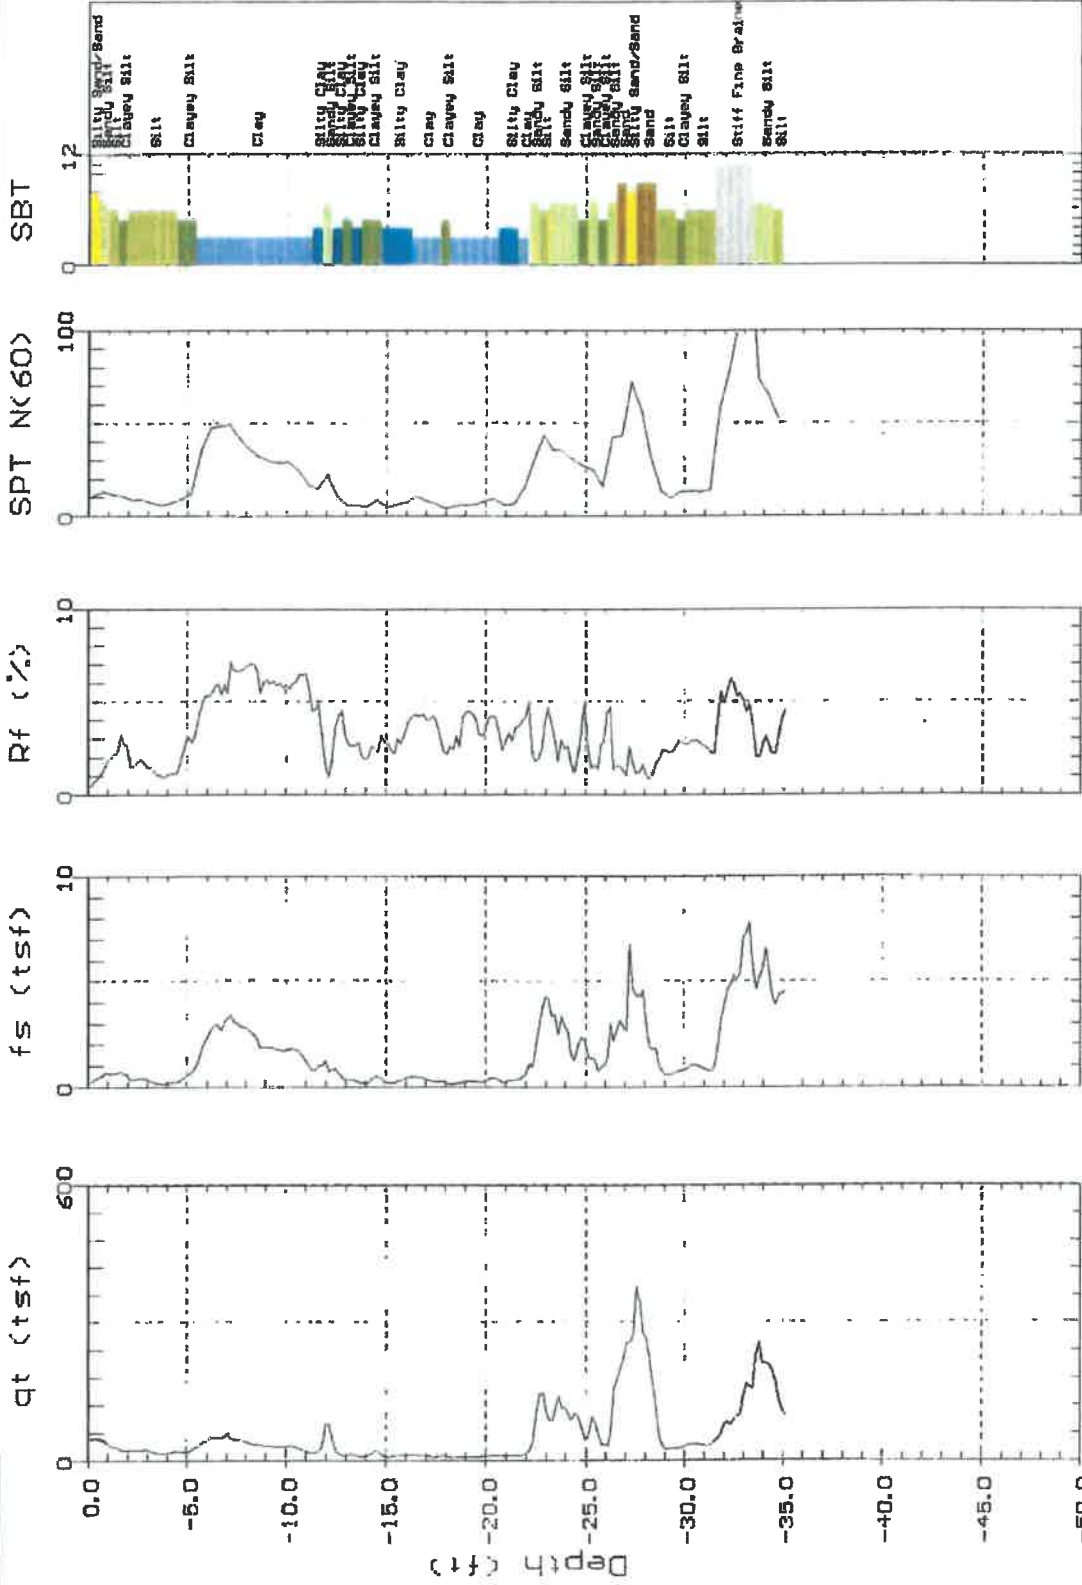 SBT
0
12
Silty Sand/Sand
Sandy Silt
Silt
Clayey Silt
Silt
Clayey Silt
Clay
Silty Clay
Sandy Silt
Silty Clay
Clayey Silt
Silty Clay
Clayey Silt
Silty Clay
Clay
Clayey Silt
Clay
Silty Clay
Clay
Sandy Silt
Silt
Sandy Silt
Clayey Silt
Sandy Silt
Clayey Silt
Sandy Silt
Sand
Silty Sand/Sand
Sand
Silt
Clayey Silt
Silt
Stiff Fine Graine
Sandy Silt
Silt
SPT N(60)
0
100
Rf (%)
0
10
fs (tsf)
0
10
qt (tsf)
0
600
-0.0
-5.0
-10.0
-15.0
-20.0
-25.0
-30.0
-35.0
-40.0
-45.0
-50.0
Depth (ft)